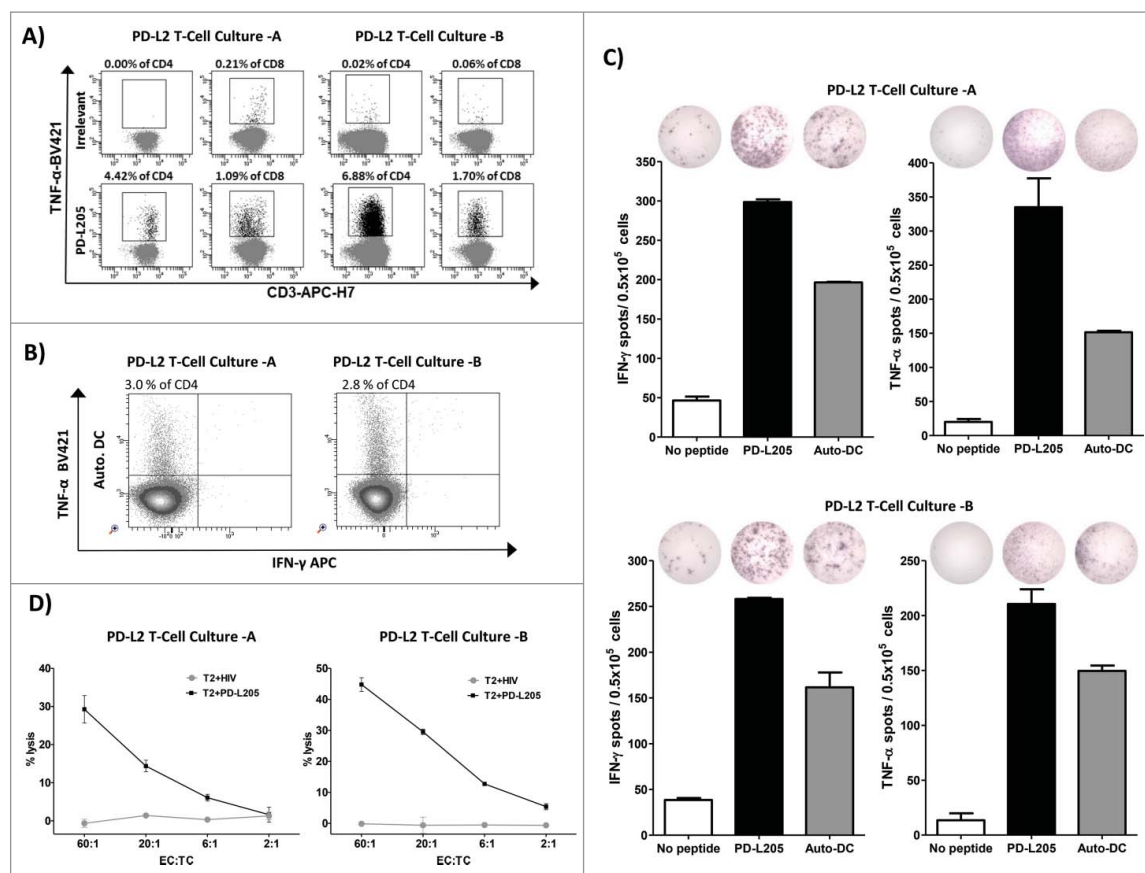 A)
PD-L2 T-Cell Culture -A
PD-L2 T-Cell Culture -B
0.00% of CD4
0.21% of CD8
0.02% of CD4
0.06% of CD8
TNF-α-BV421
Irrelevant
4.42% of CD4
1.09% of CD8
6.88% of CD4
1.70% of CD8
PD-L205
CD3-APC-H7
B)
PD-L2 T-Cell Culture -A
PD-L2 T-Cell Culture -B
3.0 % of CD4
2.8 % of CD4
TNF-α BV421
Auto. DC
IFN-γ APC
C)
PD-L2 T-Cell Culture -A
IFN-γ spots/ 0.5x10⁵ cells
350
300
250
200
150
100
50
0
No peptide PD-L205 Auto-DC
TNF-α spots / 0.5x10⁵ cells
400
350
300
250
200
150
100
50
0
No peptide PD-L205 Auto-DC
PD-L2 T-Cell Culture -B
IFN-γ spots / 0.5x10⁵ cells
300
250
200
150
100
50
0
No peptide PD-L205 Auto-DC
TNF-α spots / 0.5x10⁵ cells
250
200
150
100
50
0
No peptide PD-L205 Auto-DC
D)
PD-L2 T-Cell Culture -A
T2+HIV
T2+PD-L205
% lysis
40
30
20
10
0
60:1 20:1 6:1 2:1
EC:TC
PD-L2 T-Cell Culture -B
T2+HIV
T2+PD-L205
% lysis
50
40
30
20
10
0
60:1 20:1 6:1 2:1
EC:TC